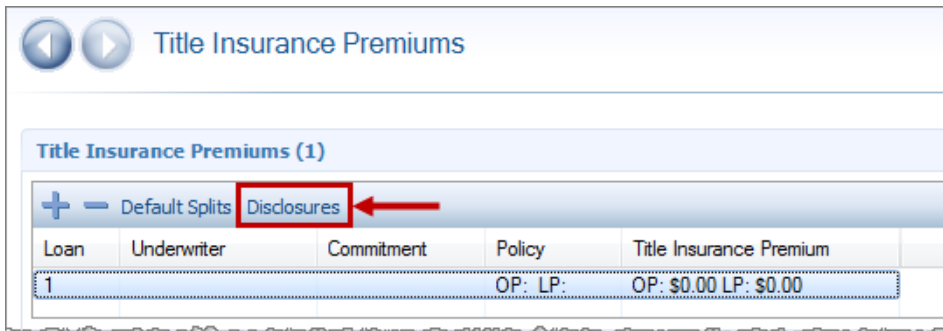 Title Insurance Premiums
Title Insurance Premiums (1)
Default Splits Disclosures
Loan Underwriter Commitment Policy Title Insurance Premium
1 OP: LP: OP: $0.00 LP: $0.00